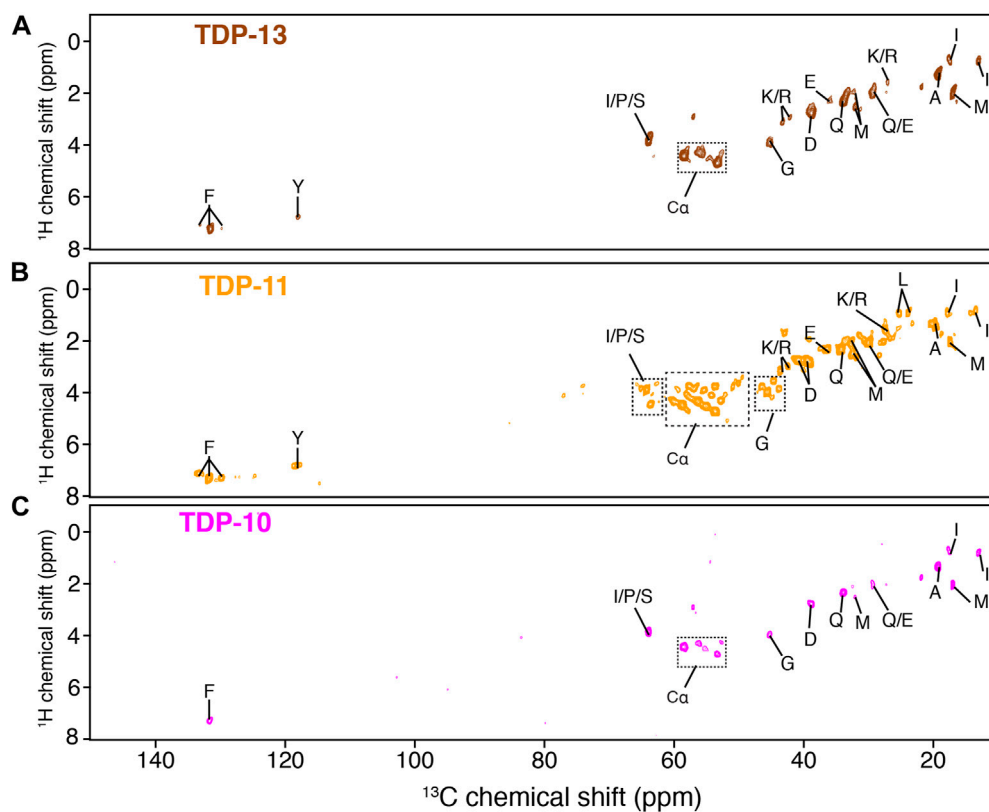 A
TDP-13
¹H chemical shift (ppm)
0
2
4
6
8
F
Y
I/P/S
Cα
G
K/R
D
E
Q
M
Q/E
K/R
A
I
I
M
B
TDP-11
¹H chemical shift (ppm)
0
2
4
6
8
F
Y
I/P/S
Cα
G
K/R
D
E
Q
M
Q/E
K/R
L
A
I
I
M
C
TDP-10
¹H chemical shift (ppm)
0
2
4
6
8
F
I/P/S
Cα
G
D
Q
M
Q/E
A
I
I
M
140 120 100 80 60 40 20
¹³C chemical shift (ppm)